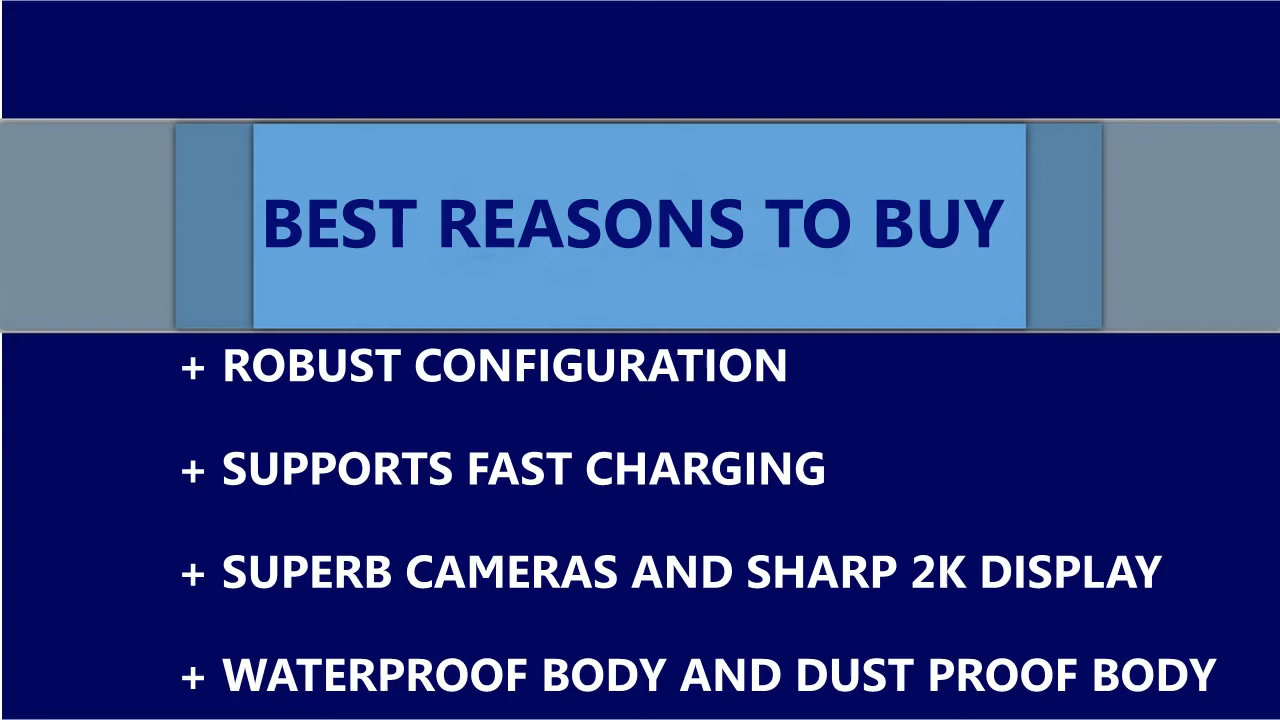 BEST REASONS TO BUY
+ ROBUST CONFIGURATION
+ SUPPORTS FAST CHARGING
+ SUPERB CAMERAS AND SHARP 2K DISPLAY
+ WATERPROOF BODY AND DUST PROOF BODY